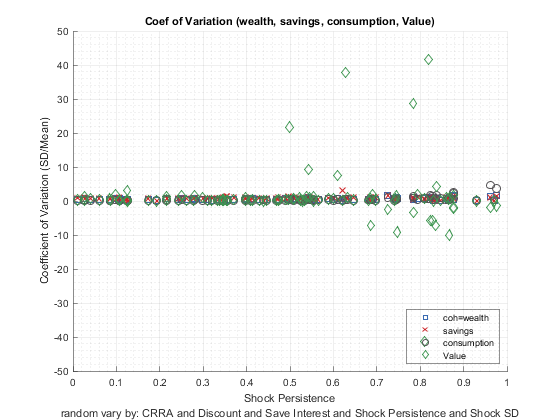 Coef of Variation (wealth, savings, consumption, Value)
50
40
30
20
10
0
-10
-20
-30
-40
-50
Coefficient of Variation (SD/Mean)
coh=wealth
savings
consumption
Value
0 0.1 0.2 0.3 0.4 0.5 0.6 0.7 0.8 0.9 1
Shock Persistence
random vary by: CRRA and Discount and Save Interest and Shock Persistence and Shock SD